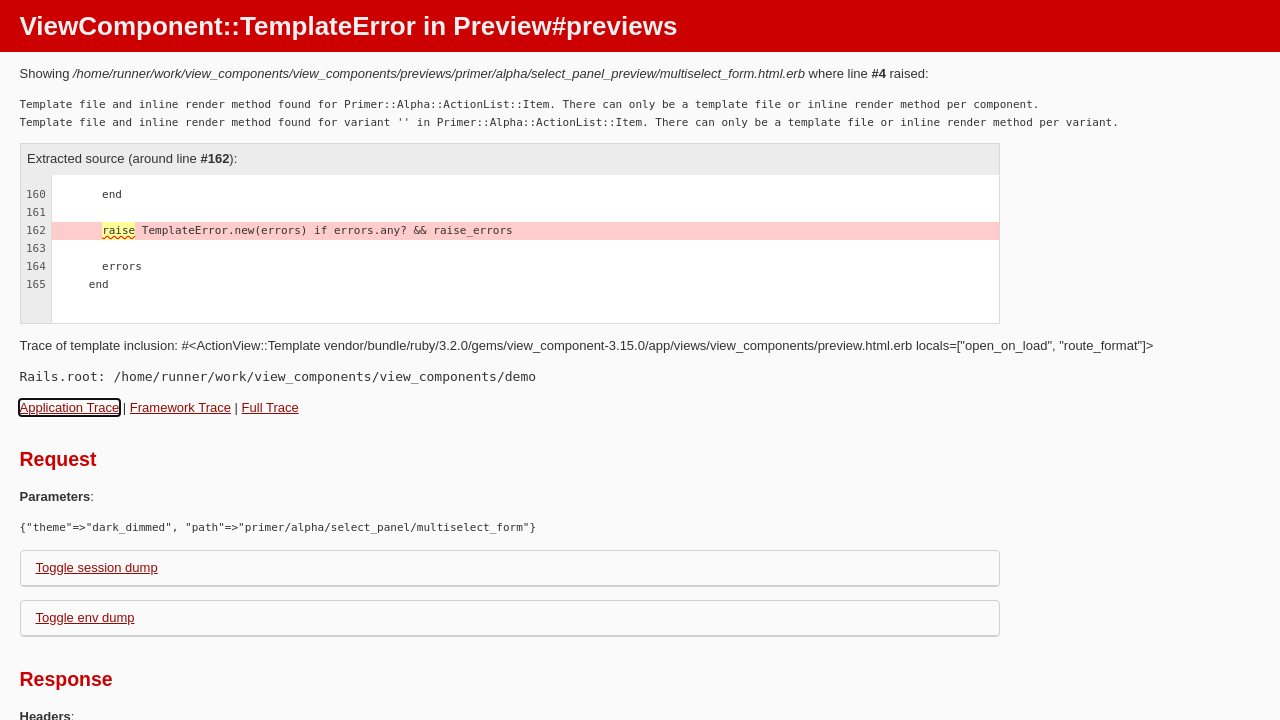 ViewComponent::TemplateError in Preview#previews
Showing /home/runner/work/view_components/view_components/previews/primer/alpha/select_panel_preview/multiselect_form.html.erb where line #4 raised:
Template file and inline render method found for Primer::Alpha::ActionList::Item. There can only be a template file or inline render method per component.
Template file and inline render method found for variant '' in Primer::Alpha::ActionList::Item. There can only be a template file or inline render method per variant.
Extracted source (around line #162):
160 end
161
162 raise TemplateError.new(errors) if errors.any? && raise_errors
163
164 errors
165 end
Trace of template inclusion: #<ActionView::Template vendor/bundle/ruby/3.2.0/gems/view_component-3.15.0/app/views/view_components/preview.html.erb locals=["open_on_load", "route_format"]>
Rails.root: /home/runner/work/view_components/view_components/demo
Application Trace | Framework Trace | Full Trace
Request
Parameters:
{"theme"=>"dark_dimmed", "path"=>"primer/alpha/select_panel/multiselect_form"}
Toggle session dump
Toggle env dump
Response
Headers: